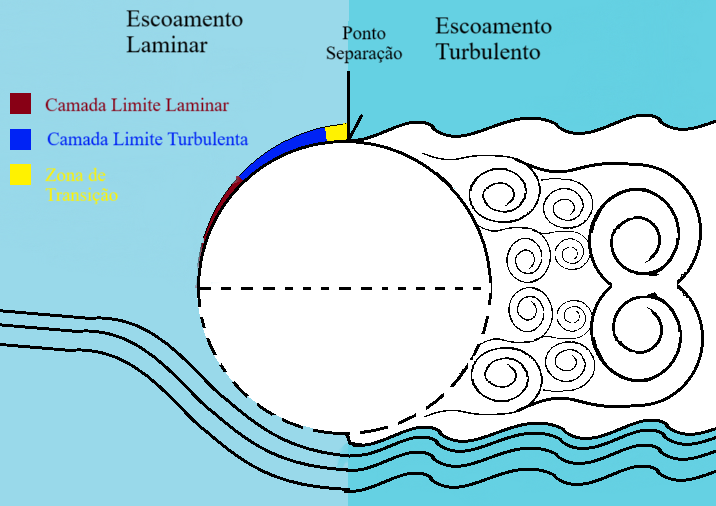 Escoamento
Laminar
Ponto
Separação
Escoamento
Turbulento
Camada Limite Laminar
Camada Limite Turbulenta
Zona de
Transição